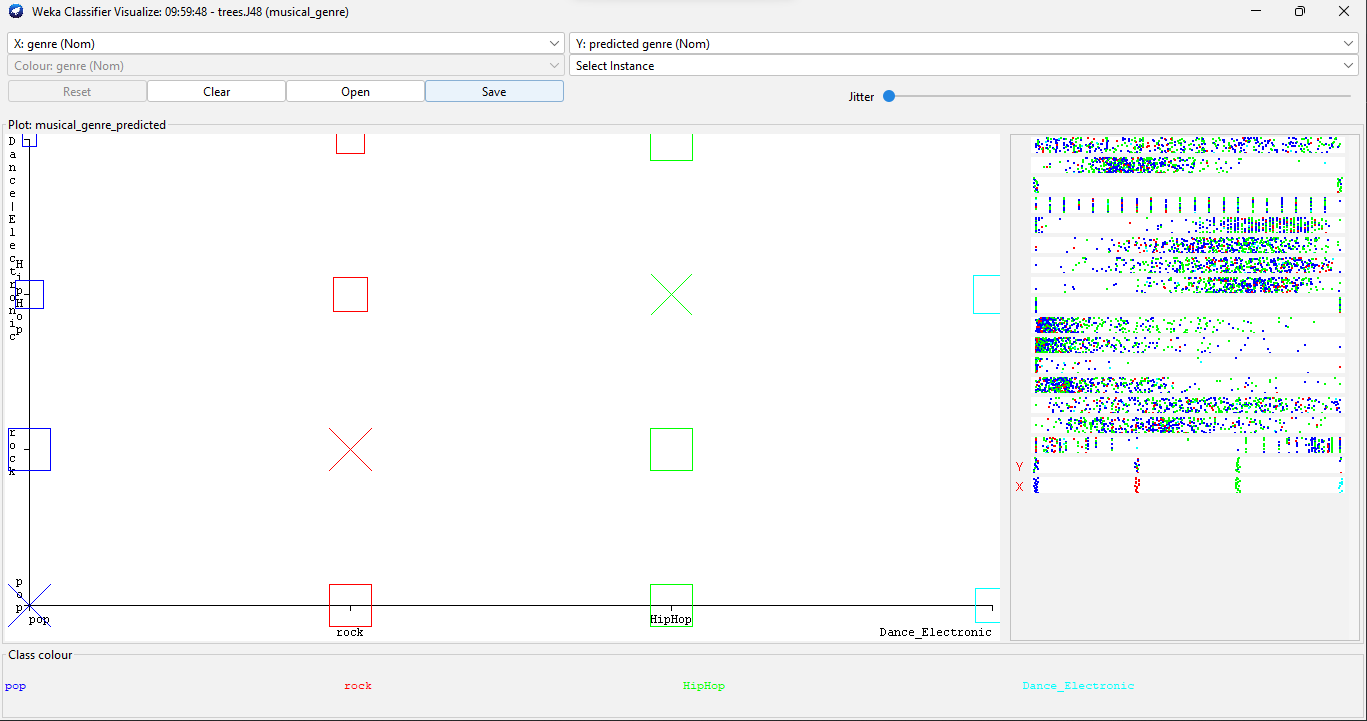 Weka Classifier Visualize: 09:59:48 - trees.J48 (musical_genre)
X: genre (Nom)
Y: predicted genre (Nom)
Colour: genre (Nom)
Select Instance
Reset
Clear
Open
Save
Jitter
Plot: musical_genre_predicted
Dance_Electronic
HipHop
rock
pop
pop
rock
HipHop
Dance_Electronic
Y
X
Class colour
pop
rock
HipHop
Dance_Electronic